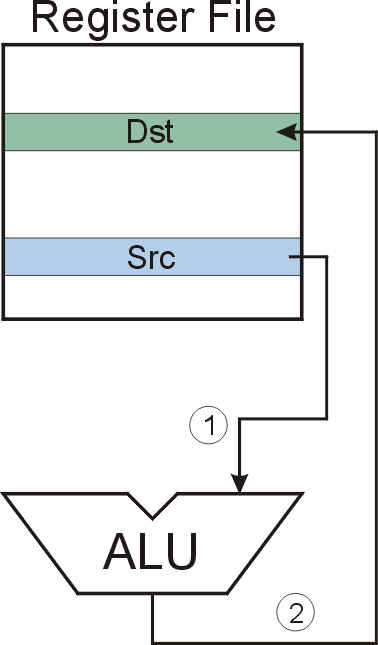 Register File
Dst
Src
1
ALU
2